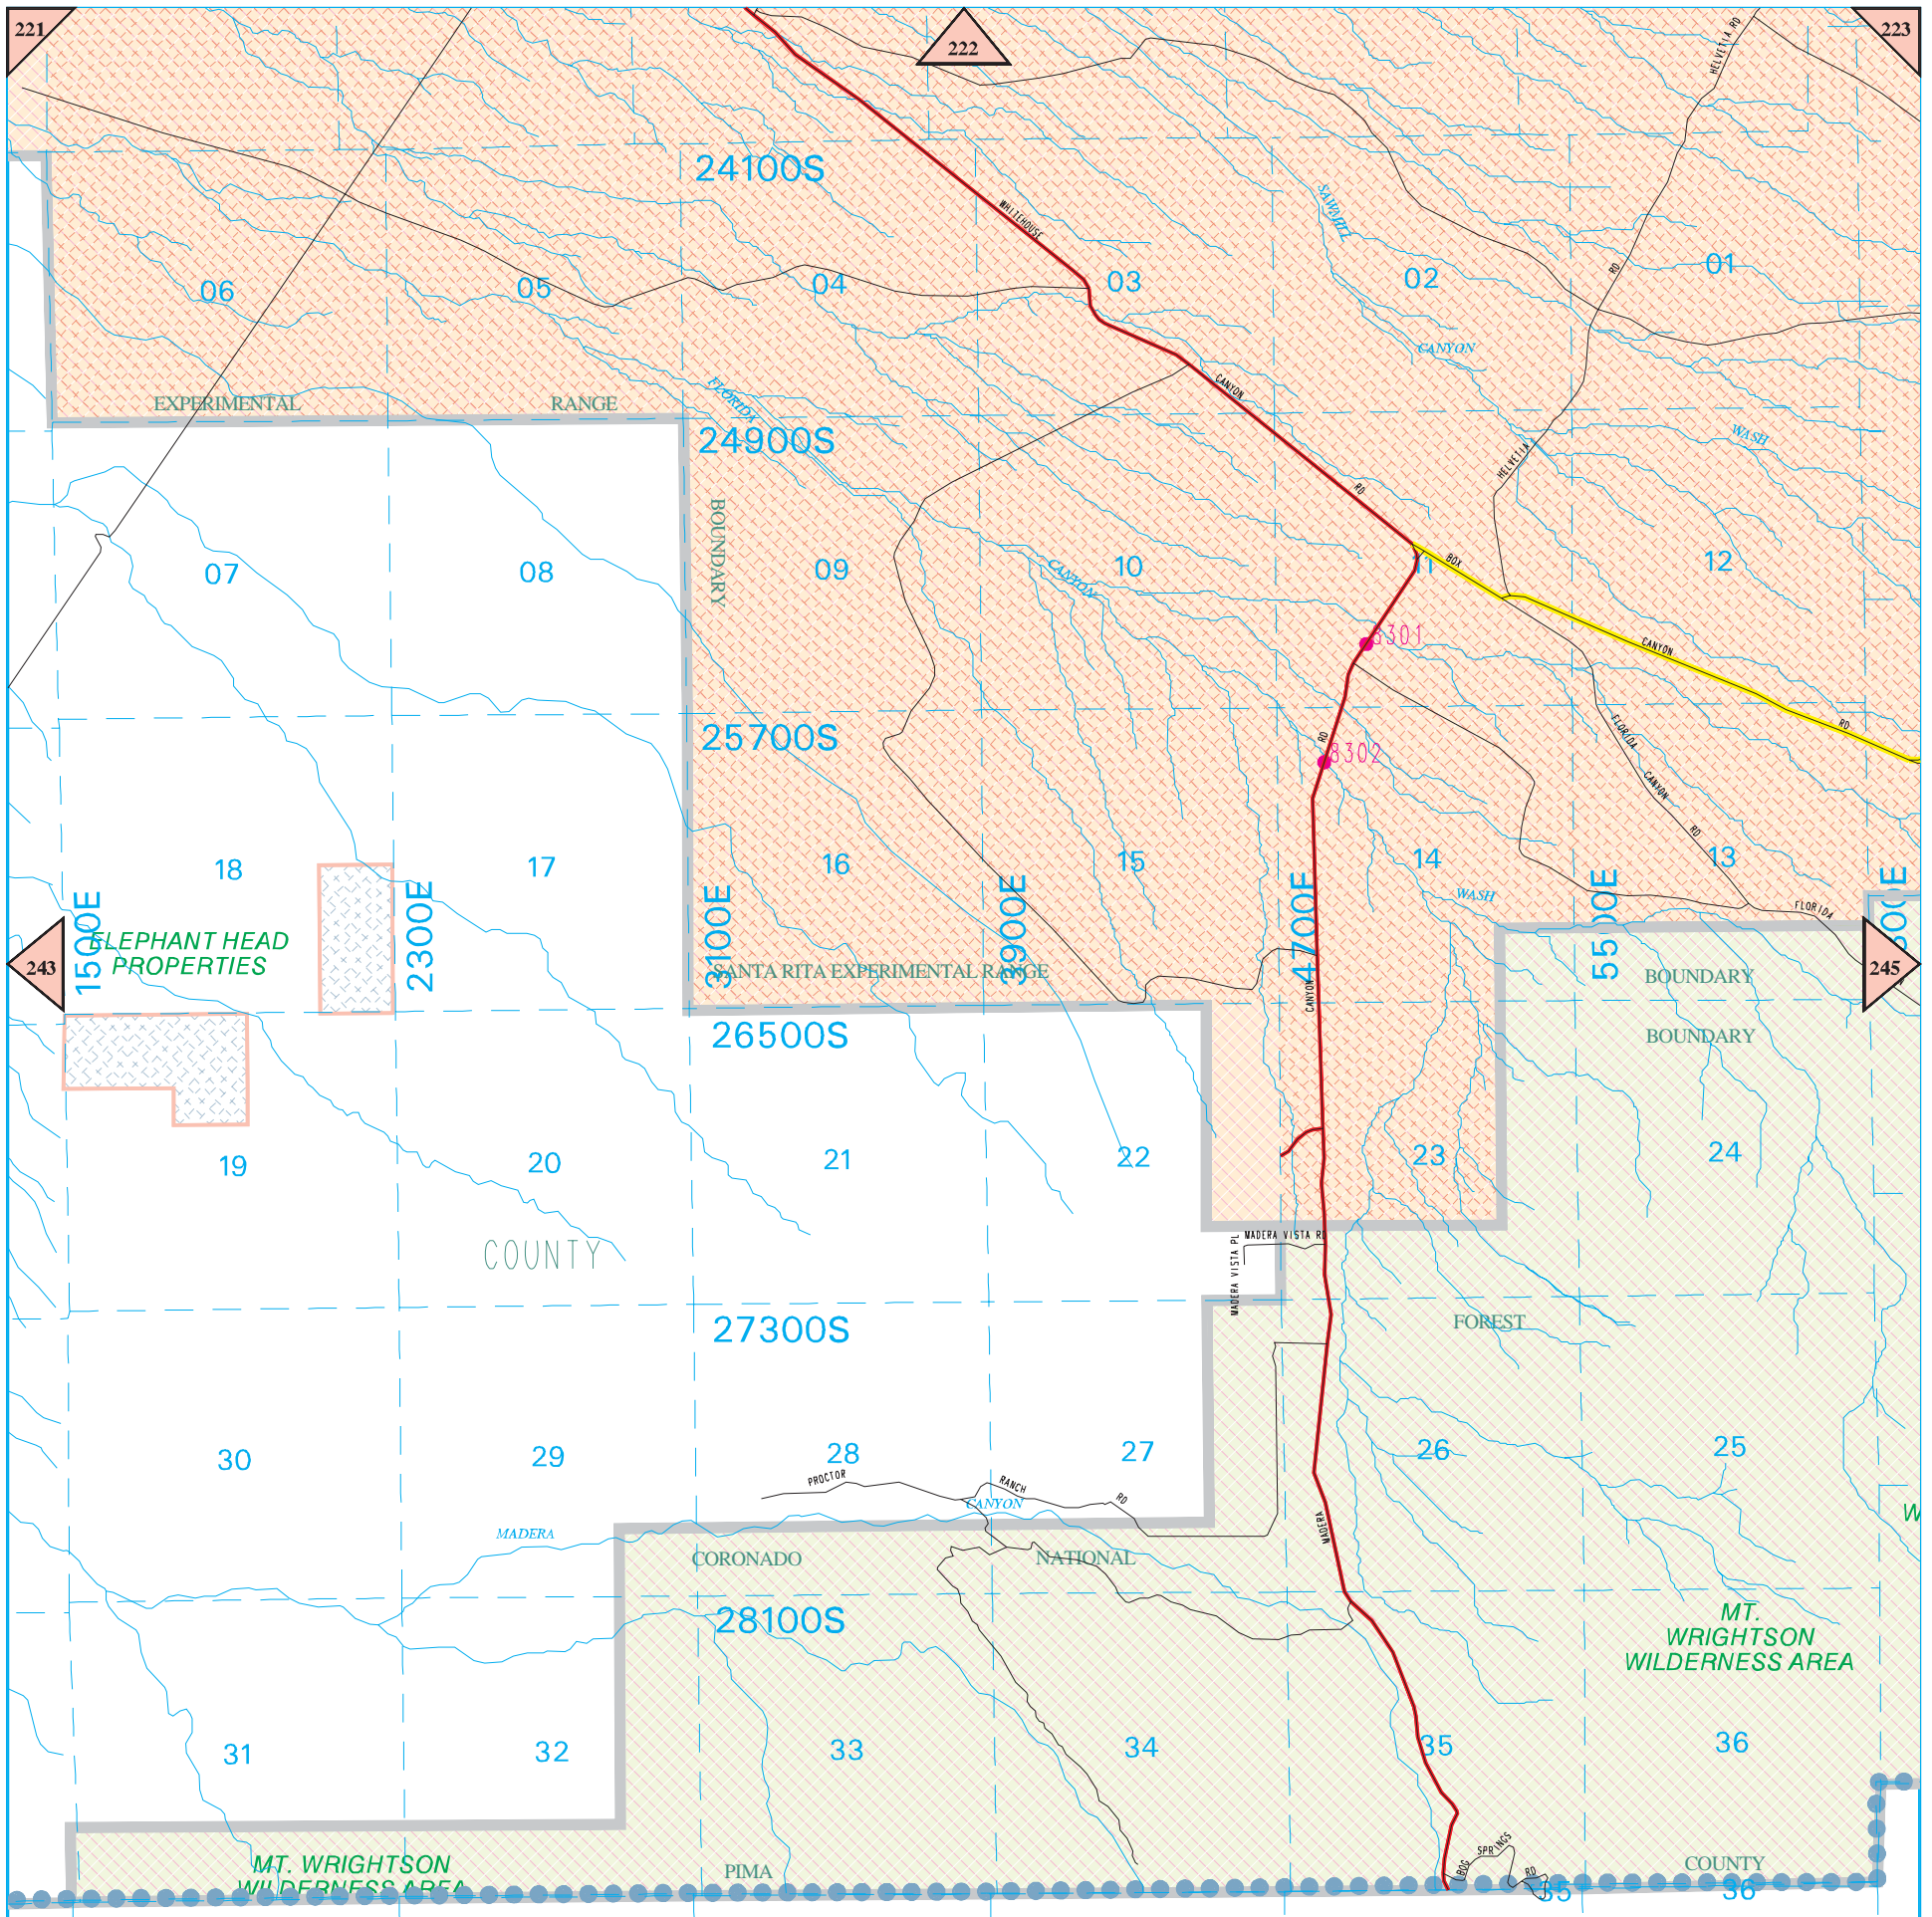 221
222
223
HELVETIA RD
24100S
SAWMILL
WHITEHOUSE
RD
06
05
04
03
02
01
CANYON
EXPERIMENTAL
RANGE
FLORIDA
CANYON
24900S
WASH
HELVETIA
RD
BOUNDARY
07
08
09
10
CANYON
11
BOX
12
8301
CANYON
RD
25700S
RD
8302
FLORIDA
CANYON
RD
18
17
16
15
14
13
1500E
2300E
3100E
3900E
4700E
5500E
WASH
FLORIDA
243
ELEPHANT HEAD
PROPERTIES
SANTA RITA EXPERIMENTAL RANGE
CANYON
BOUNDARY
245
26500S
BOUNDARY
19
20
21
22
23
24
COUNTY
MADERA VISTA RD
MADERA VISTA PL
27300S
FOREST
30
29
28
27
26
25
PROCTOR
RANCH
RD
CANYON
MADERA
MADERA
W
CORONADO
NATIONAL
28100S
MT.
WRIGHTSON
WILDERNESS AREA
31
32
33
34
35
36
MT. WRIGHTSON
WILDERNESS AREA
PIMA
BOG
SPRINGS
RD
COUNTY
35
36